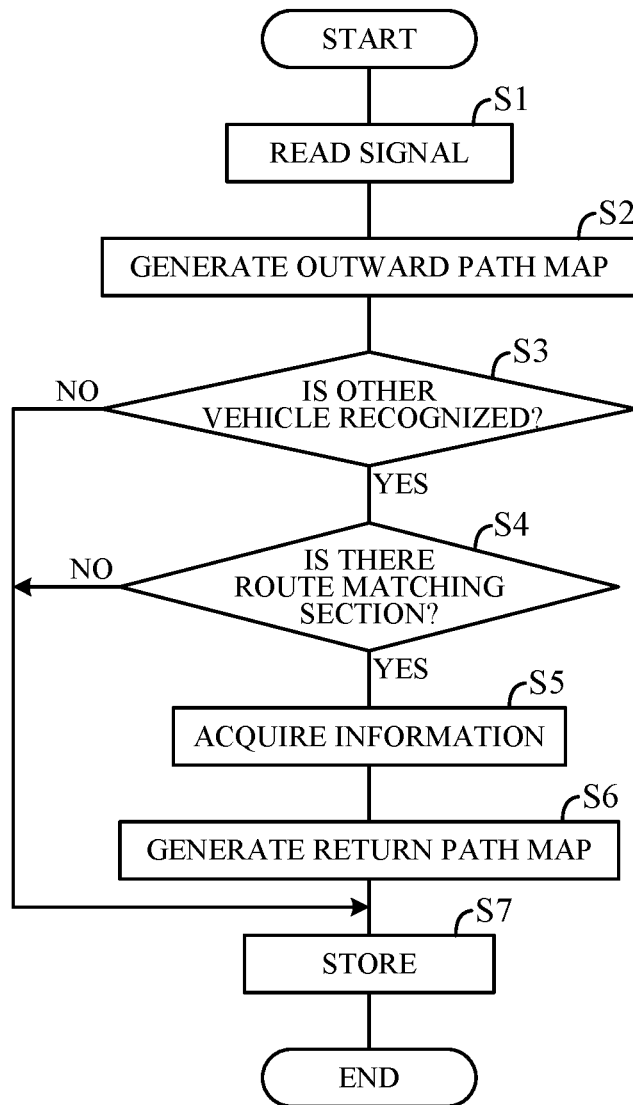 START
S1
READ SIGNAL
S2
GENERATE OUTWARD PATH MAP
S3
NO
IS OTHER
VEHICLE RECOGNIZED?
YES
S4
NO
IS THERE
ROUTE MATCHING
SECTION?
YES
S5
ACQUIRE INFORMATION
S6
GENERATE RETURN PATH MAP
S7
STORE
END